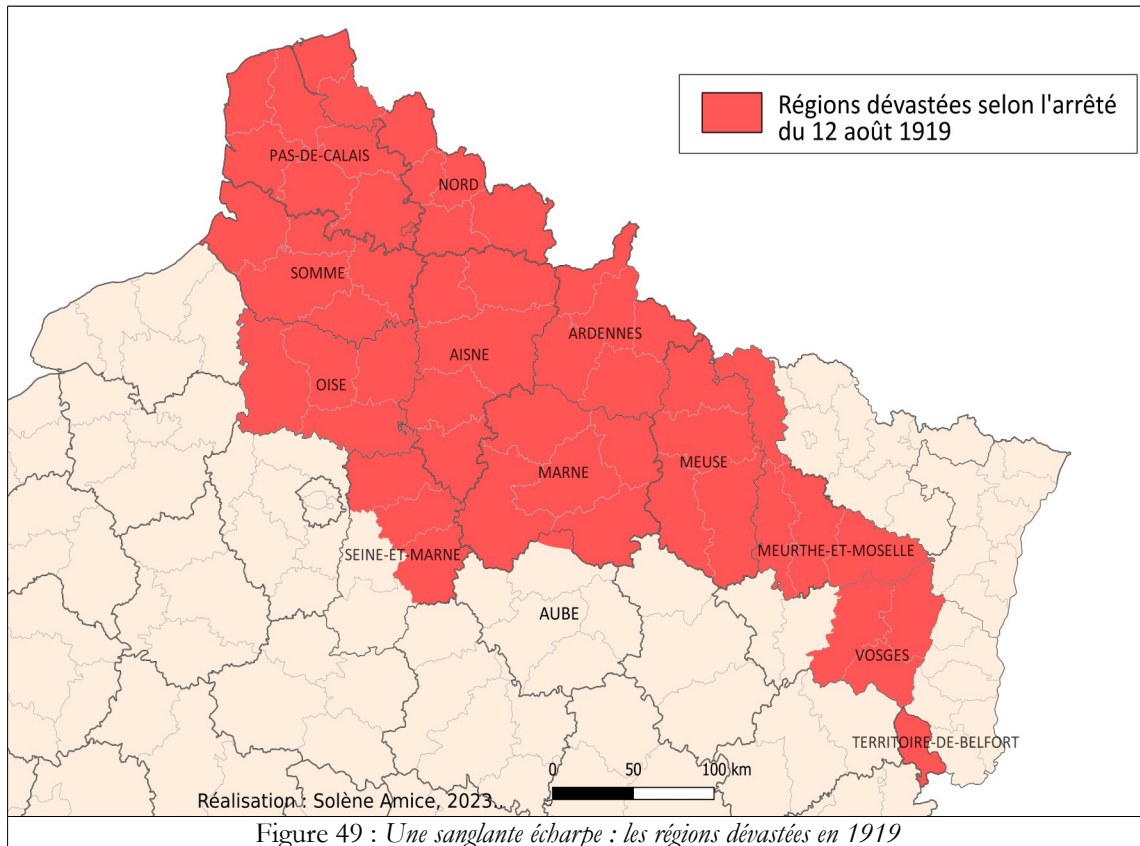 Régions dévastées selon l'arrêté
du 12 août 1919
PAS-DE-CALAIS
NORD
SOMME
ARDENNES
AISNE
OISE
MEUSE
MARNE
SEINE-ET-MARNE
MEURTHE-ET-MOSELLE
AUBE
VOSGES
TERRITOIRE-DE-BELFORT
0 50 100 km
Réalisation : Solène Amice, 2023.
Figure 49 : Une sanglante écharpe : les régions dévastées en 1919